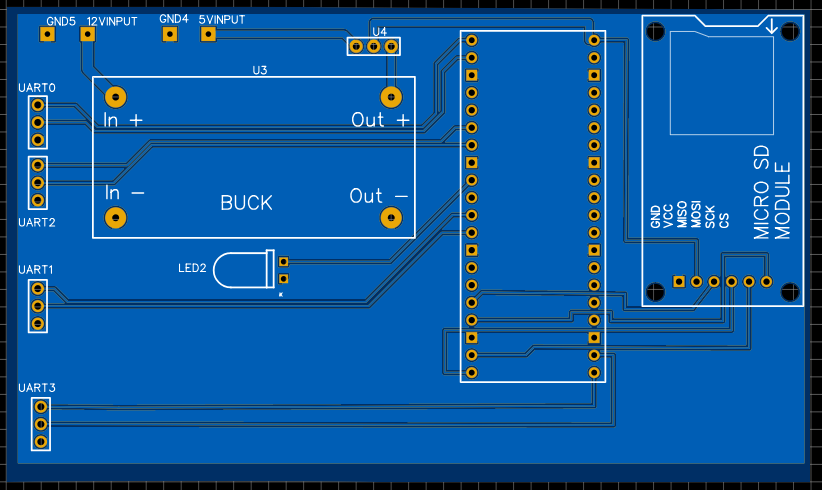 GND5 12VINPUT GND4 5VINPUT
U4
U3
UART0
In + Out +
UART2
In - Out -
BUCK
LED2
UART1
UART3
GND
VCC
MISO
MOSI
SCK
CS
MICRO SD
MODULE